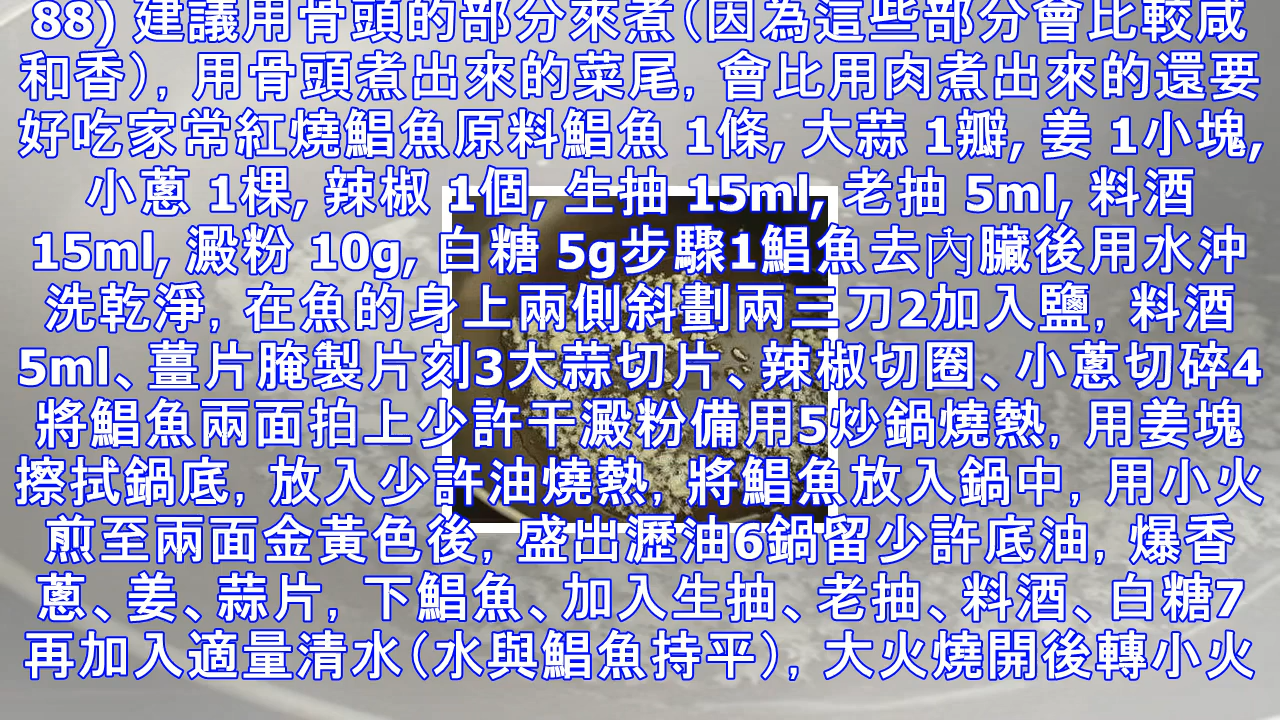 88) 建議用骨頭的部分來煮(因為這些部分會比較咸
和香), 用骨頭煮出來的菜尾, 會比用肉煮出來的還要
好吃家常紅燒鯧魚原料鯧魚 1條, 大蒜 1瓣, 姜 1小塊,
小蔥 1棵, 辣椒 1個, 生抽 15ml, 老抽 5ml, 料酒
15ml, 澱粉 10g, 白糖 5g步驟1鯧魚去內臟後用水沖
洗乾淨, 在魚的身上兩側斜劃兩三刀2加入鹽, 料酒
5ml、薑片腌製片刻3大蒜切片、辣椒切圈、小蔥切碎4
將鯧魚兩面拍上少許干澱粉備用5炒鍋燒熱, 用姜塊
擦拭鍋底, 放入少許油燒熱, 將鯧魚放入鍋中, 用小火
煎至兩面金黃色後, 盛出瀝油6鍋留少許底油, 爆香
蔥、姜、蒜片, 下鯧魚、加入生抽、老抽、料酒、白糖7
再加入適量清水(水與鯧魚持平), 大火燒開後轉小火